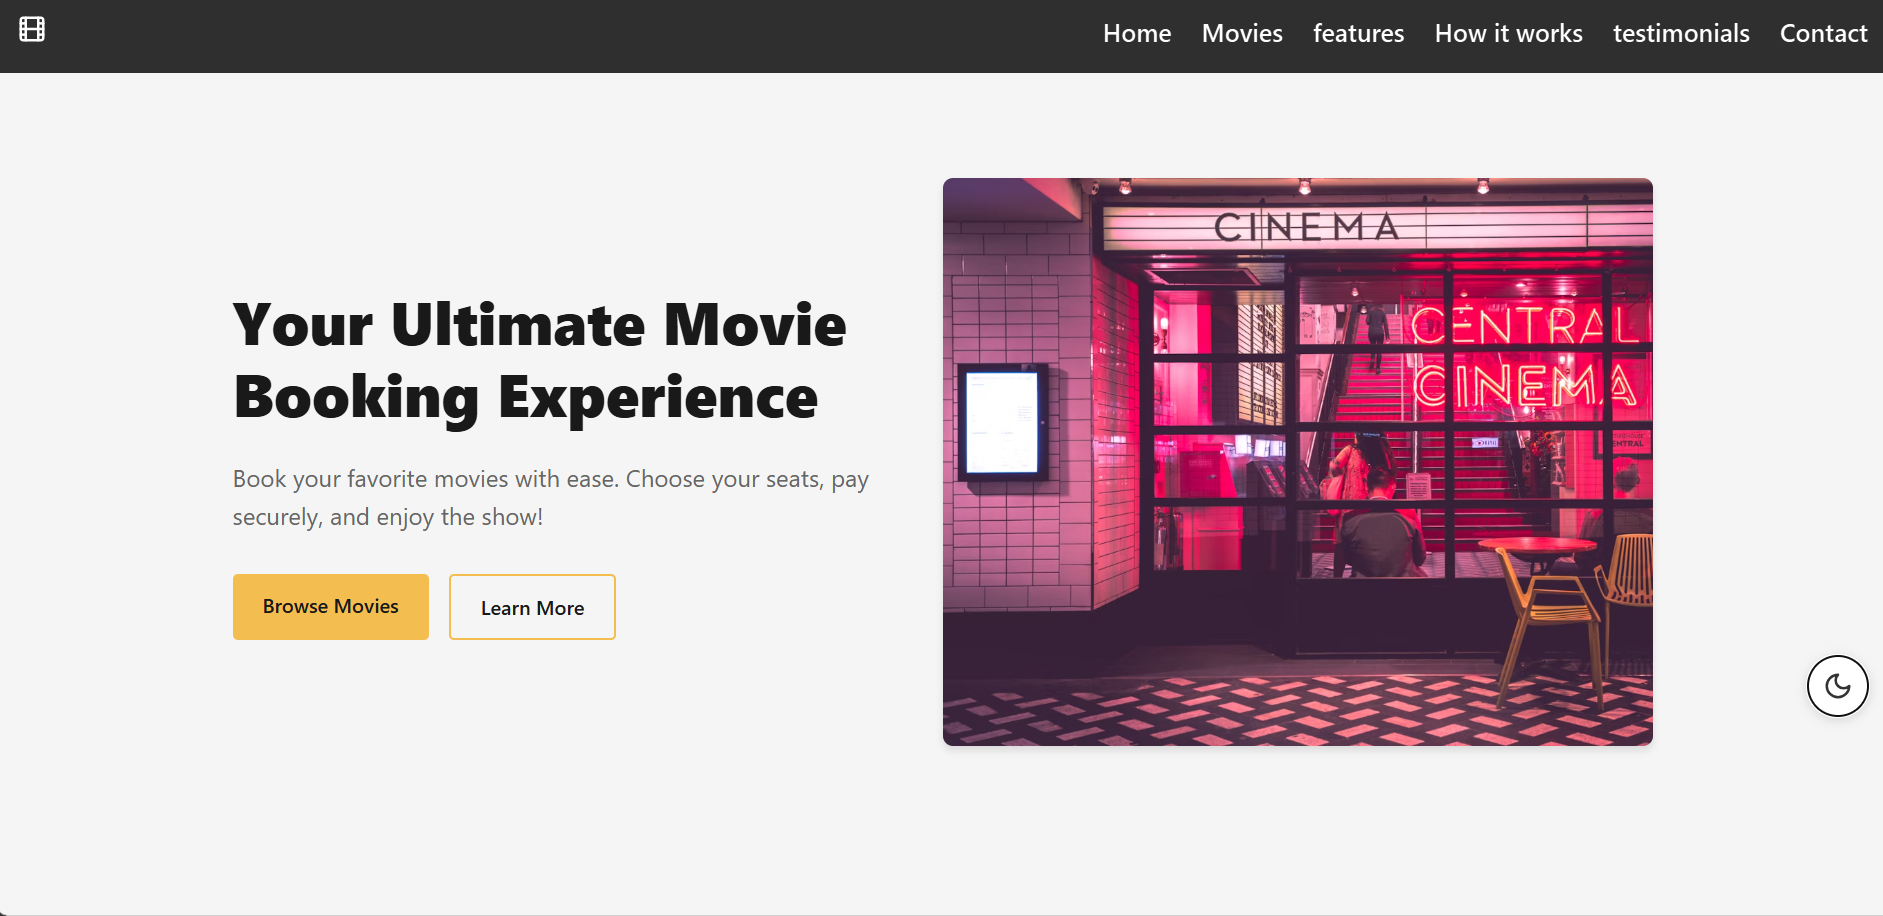 Home Movies features How it works testimonials Contact
Your Ultimate Movie
Booking Experience
Book your favorite movies with ease. Choose your seats, pay
securely, and enjoy the show!
Browse Movies
Learn More
CINEMA
CENTRAL
CINEMA
ENTRAL